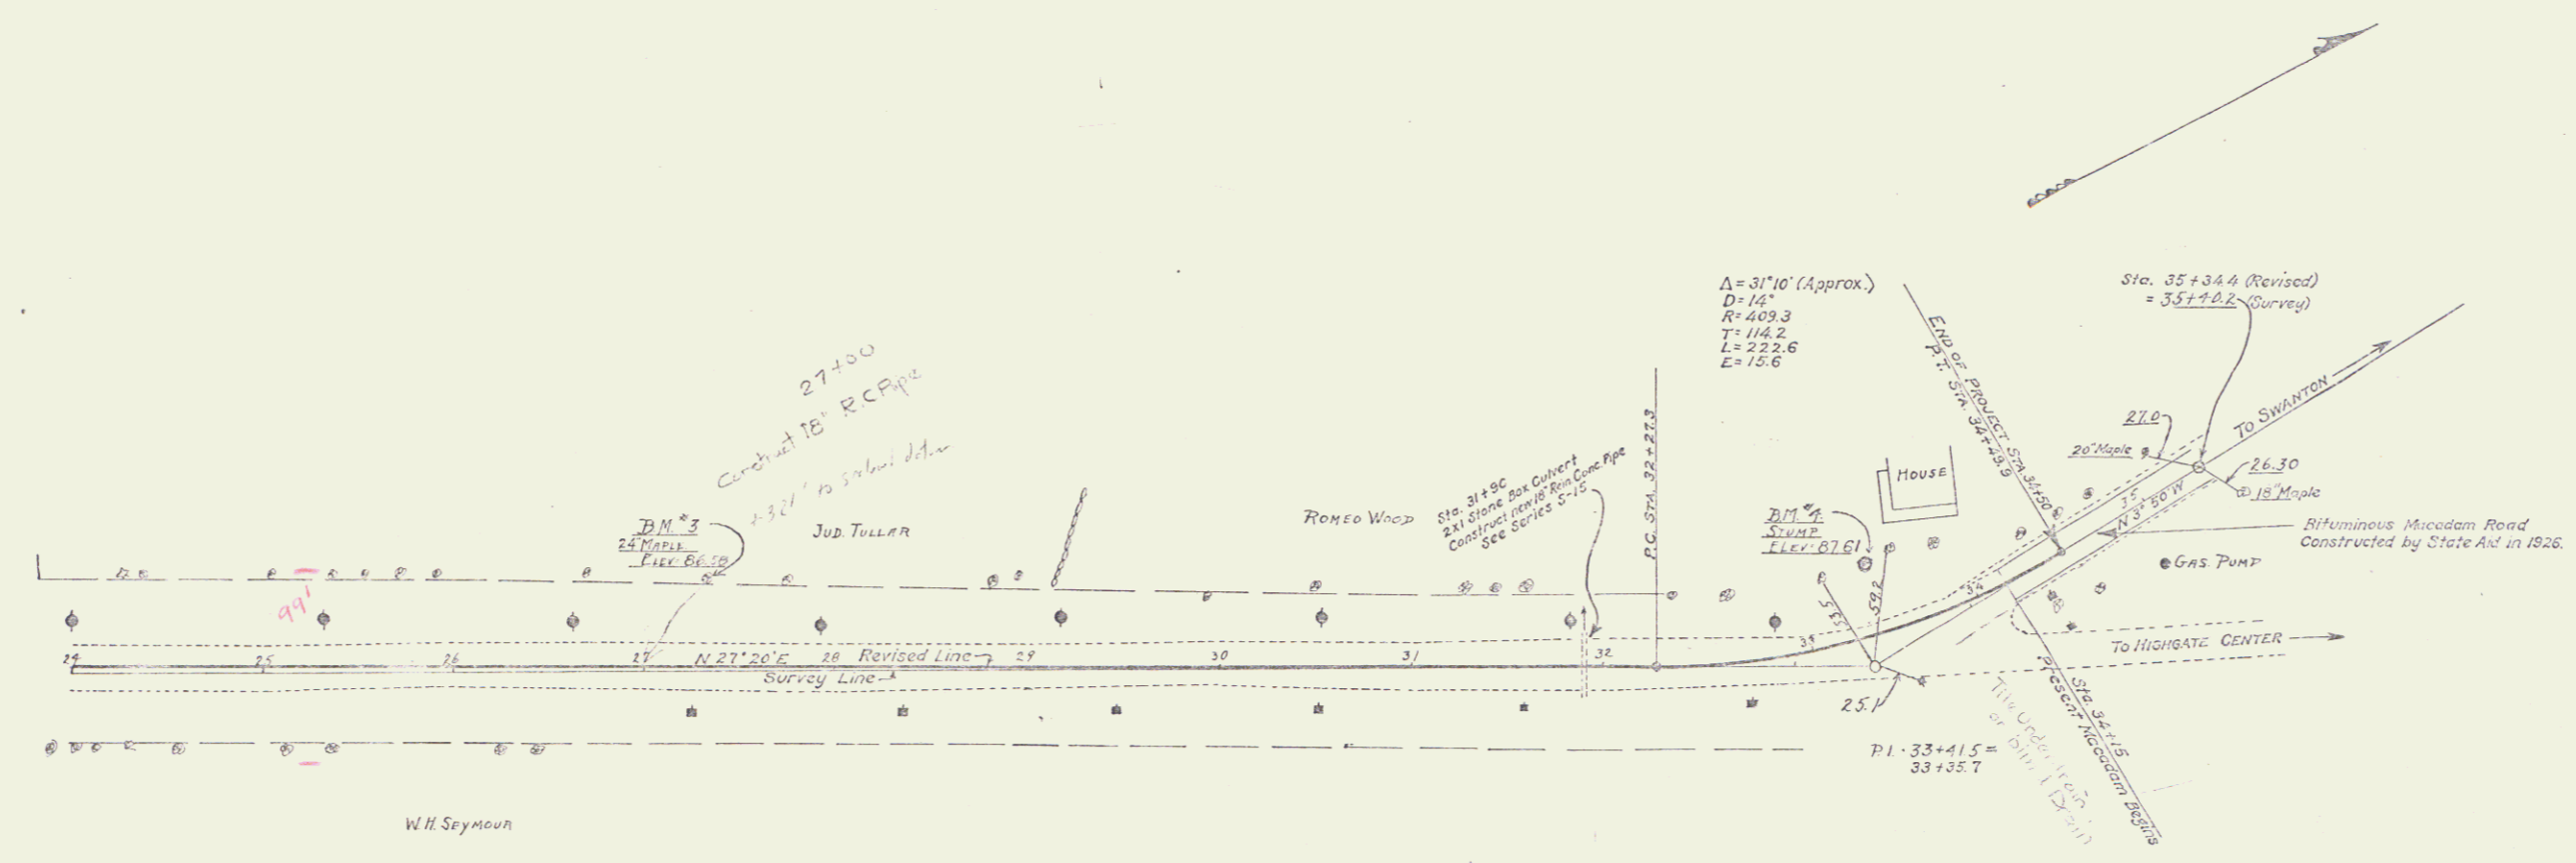 27+00
Construct 18" R.C Pipe
B.M. #3
24" MAPLE
ELEV. 86.58
JUD. TULLAR
99'
ROMEO WOOD
Sta. 31+90
2x1 Stone Box Culvert
Construct new 18" Rein Conc. Pipe
See Series S-15
P.C. STA. 32+27.3
Δ = 31°10' (Approx.)
D = 14°
R = 409.3
T = 114.2
L = 222.6
E = 15.6
B.M. #4
STUMP
ELEV. 87.61
HOUSE
END OF PROJECT STA. 34+50
P.T. STA. 34+49.9
Sta. 35+34.4 (Revised)
= 35+40.2 (Survey)
TO SWANTON
27.0
20" Maple
26.30
18" Maple
35
N 3°50' W
Bituminous Macadam Road
Constructed by State Aid in 1926.
GAS. PUMP
TO HIGHGATE CENTER
34
59.2
53.5
33
24 25 26 27 N 27°20' E 28 Revised Line 29 30 31 32
Survey Line
25.1
P.I. 33+41.5 =
33+35.7
Sta. 34+15
Present Macadam Begins
W.H. SEYMOUR